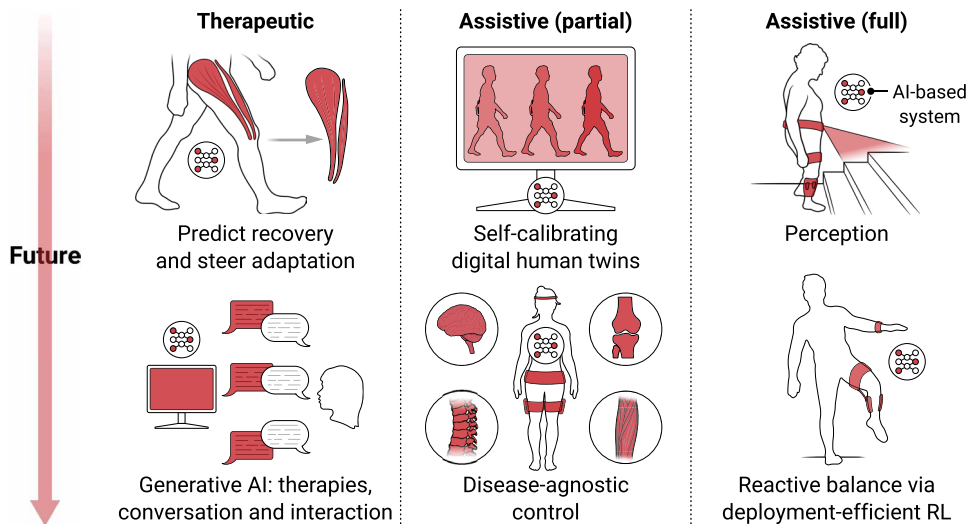 Therapeutic
Assistive (partial)
Assistive (full)
AI-based
system
Predict recovery
and steer adaptation
Self-calibrating
digital human twins
Perception
Future
Generative AI: therapies,
conversation and interaction
Disease-agnostic
control
Reactive balance via
deployment-efficient RL